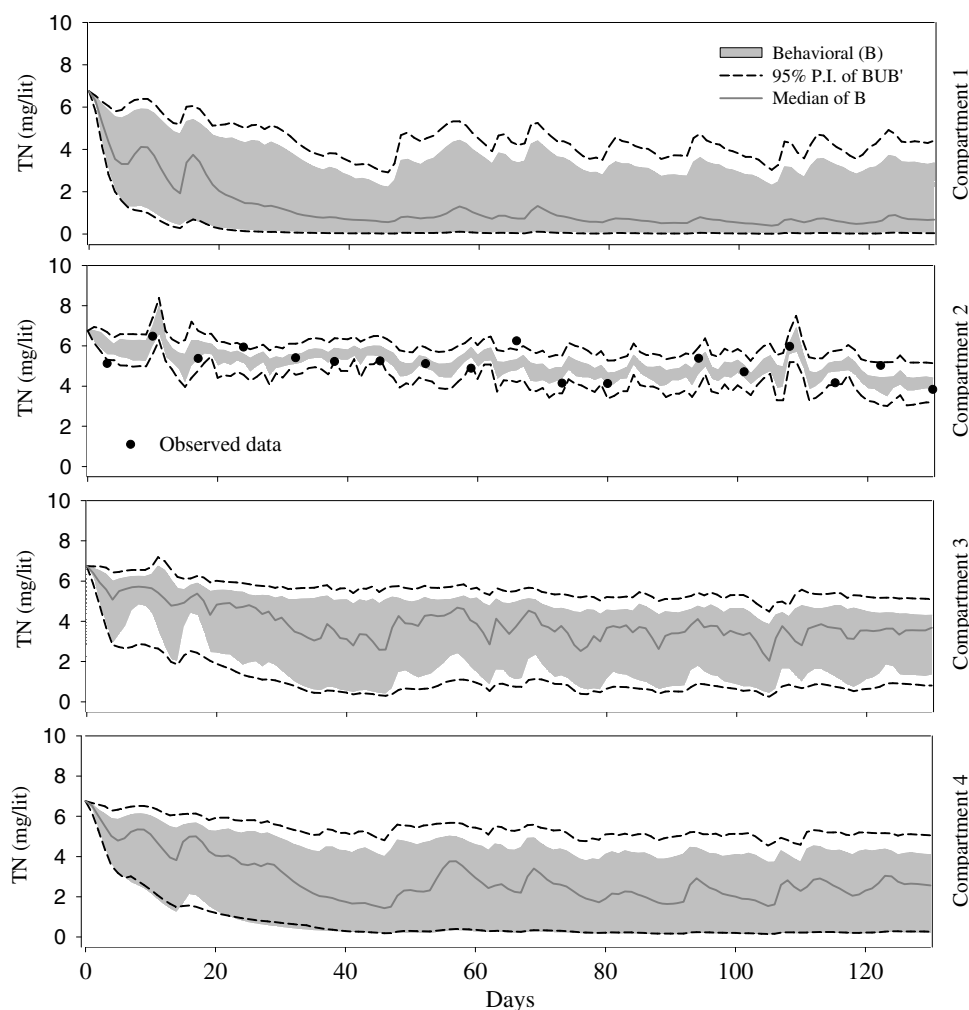 10
8
6
4
2
0
TN (mg/lit)
Behavioral (B)
95% P.I. of BUB'
Median of B
Compartment 1
10
8
6
4
2
0
TN (mg/lit)
Observed data
Compartment 2
10
8
6
4
2
0
TN (mg/lit)
Compartment 3
10
8
6
4
2
0
TN (mg/lit)
Compartment 4
0 20 40 60 80 100 120
Days